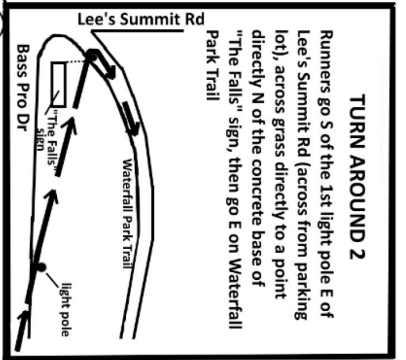 TURN AROUND 2
Runners go S of the 1st light pole E of
Lee's Summit Rd (across from parking
lot), across grass directly to a point
directly N of the concrete base of
"The Falls" sign, then go E on Waterfall
Park Trail
Lee's Summit Rd
Waterfall Park Trail
light pole
"The Falls"
sign
Bass Pro Dr